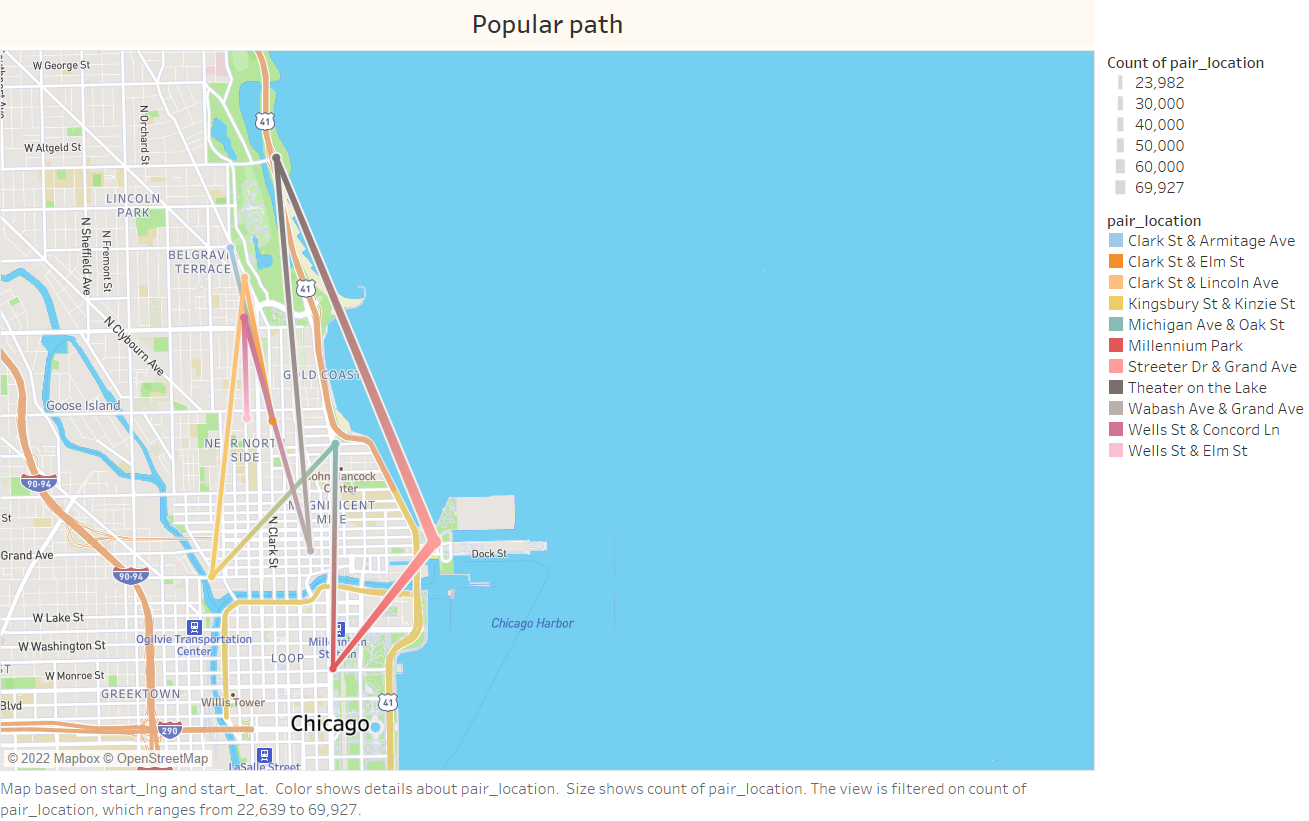 Popular path
W George St
N Orchard St
W Altgeld St
41
LINCOLN
PARK
N Sheffield Ave
N Fremont St
BELGRAVI
TERRACE
41
N Clybourn Ave
GOLD COAST
Goose Island
NEAR NORTH
SIDE
John Hancock
Center
90-94
MAGNIFICENT
MILE
St
N Clark St
Grand Ave
Dock St
90-94
W Lake St
Ogilvie Transportation
Center
Chicago Harbor
W Washington St
Millennium
Station
LOOP
W Monroe St
GREEKTOWN
Blvd
Willis Tower
41
Chicago
290
LaSalle Street
© 2022 Mapbox © OpenStreetMap
Count of pair_location
23,982
30,000
40,000
50,000
60,000
69,927
pair_location
Clark St & Armitage Ave
Clark St & Elm St
Clark St & Lincoln Ave
Kingsbury St & Kinzie St
Michigan Ave & Oak St
Millennium Park
Streeter Dr & Grand Ave
Theater on the Lake
Wabash Ave & Grand Ave
Wells St & Concord Ln
Wells St & Elm St
Map based on start_lng and start_lat.  Color shows details about pair_location.  Size shows count of pair_location. The view is filtered on count of
pair_location, which ranges from 22,639 to 69,927.